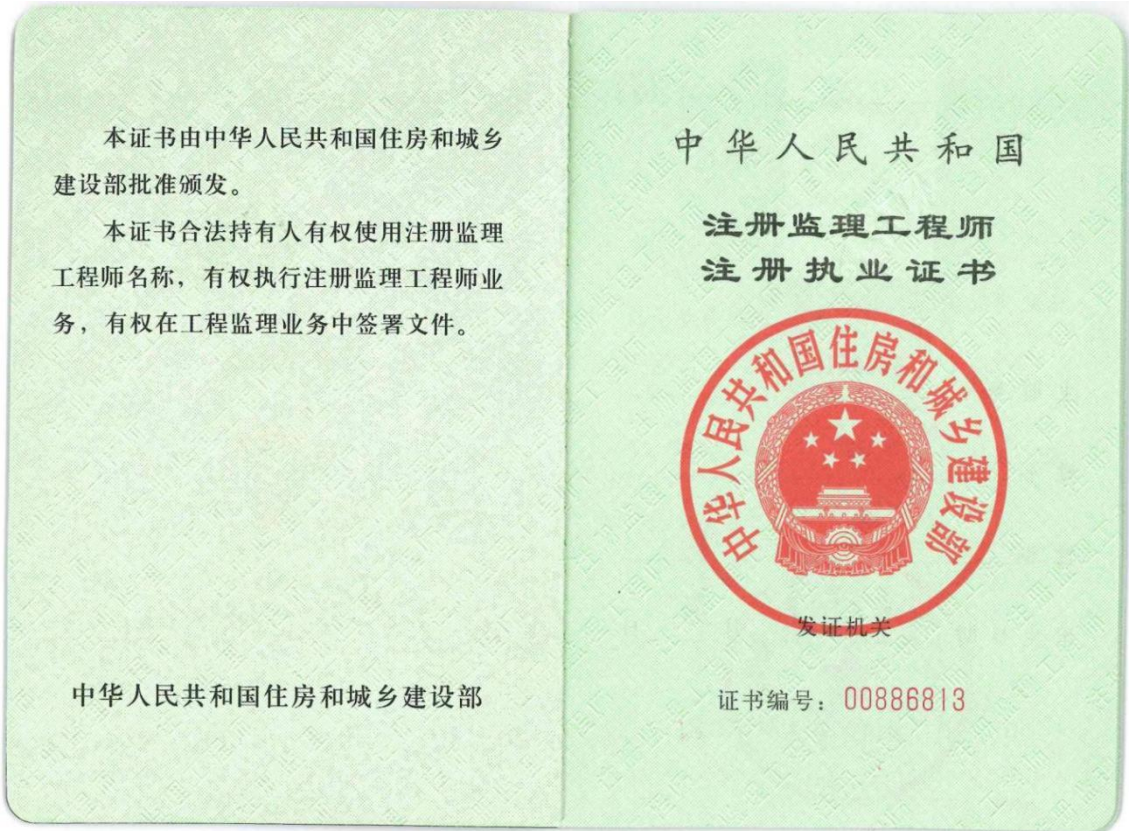 本证书由中华人民共和国住房和城乡
建设部批准颁发。
本证书合法持有人有权使用注册监理
工程师名称，有权执行注册监理工程师业
务，有权在工程监理业务中签署文件。
中华人民共和国住房和城乡建设部
中华人民共和国
注册监理工程师
注册执业证书
中华人民共和国住房和城乡建设部
发证机关
证书编号：00886813